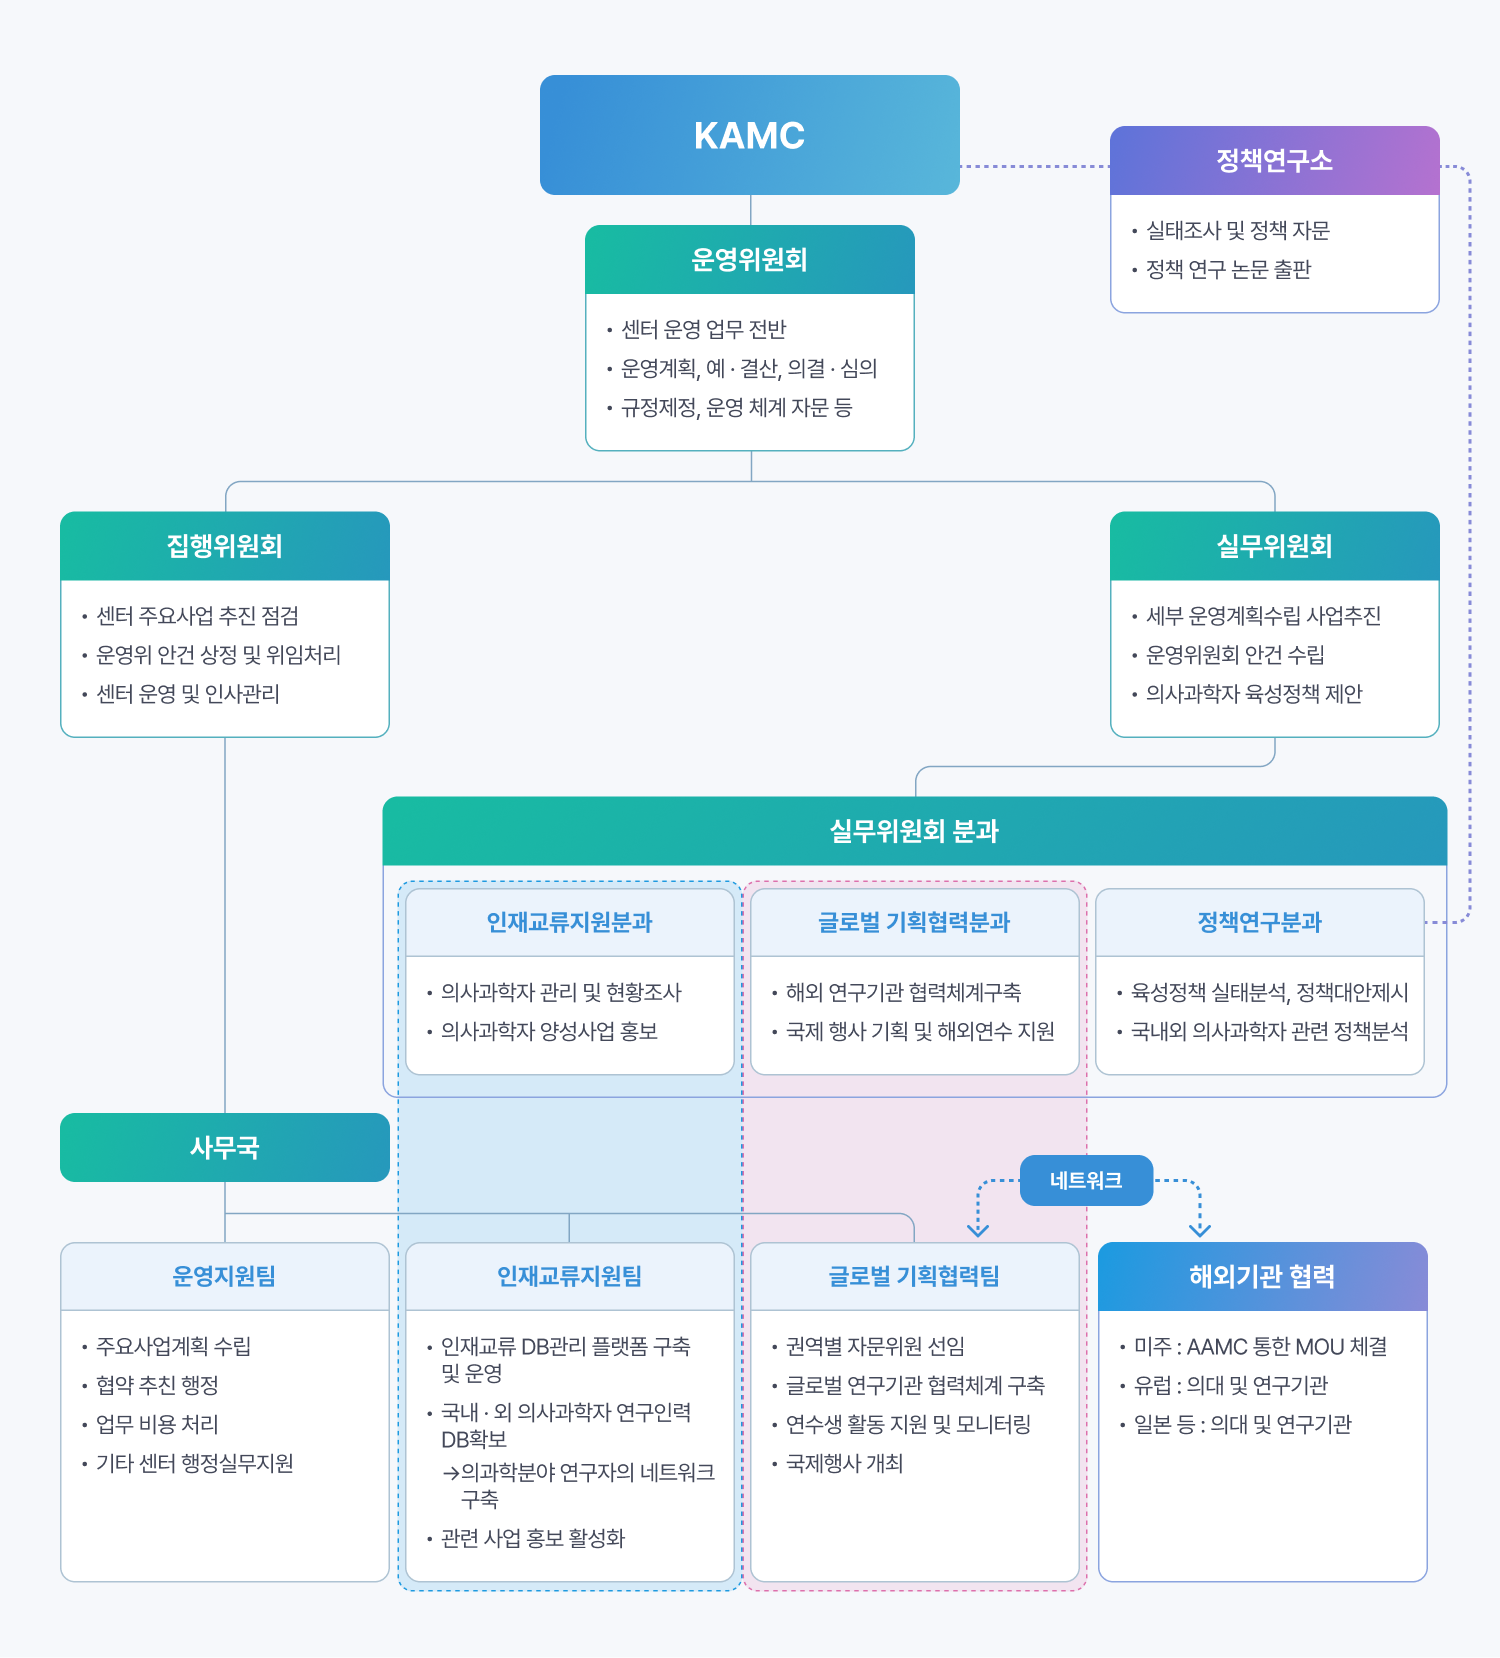 KAMC
정책연구소
• 실태조사 및 정책 자문
• 정책 연구 논문 출판
운영위원회
• 센터 운영 업무 전반
• 운영계획, 예 · 결산, 의결 · 심의
• 규정제정, 운영 체계 자문 등
집행위원회
• 센터 주요사업 추진 점검
• 운영위 안건 상정 및 위임처리
• 센터 운영 및 인사관리
실무위원회
• 세부 운영계획수립 사업추진
• 운영위원회 안건 수립
• 의사과학자 육성정책 제안
실무위원회 분과
인재교류지원분과
• 의사과학자 관리 및 현황조사
• 의사과학자 양성사업 홍보
글로벌 기획협력분과
• 해외 연구기관 협력체계구축
• 국제 행사 기획 및 해외연수 지원
정책연구분과
• 육성정책 실태분석, 정책대안제시
• 국내외 의사과학자 관련 정책분석
사무국
네트워크
운영지원팀
• 주요사업계획 수립
• 협약 추친 행정
• 업무 비용 처리
• 기타 센터 행정실무지원
인재교류지원팀
• 인재교류 DB관리 플랫폼 구축
및 운영
• 국내 · 외 의사과학자 연구인력
DB확보
→의과학분야 연구자의 네트워크
구축
• 관련 사업 홍보 활성화
글로벌 기획협력팀
• 권역별 자문위원 선임
• 글로벌 연구기관 협력체계 구축
• 연수생 활동 지원 및 모니터링
• 국제행사 개최
해외기관 협력
• 미주 : AAMC 통한 MOU 체결
• 유럽 : 의대 및 연구기관
• 일본 등 : 의대 및 연구기관